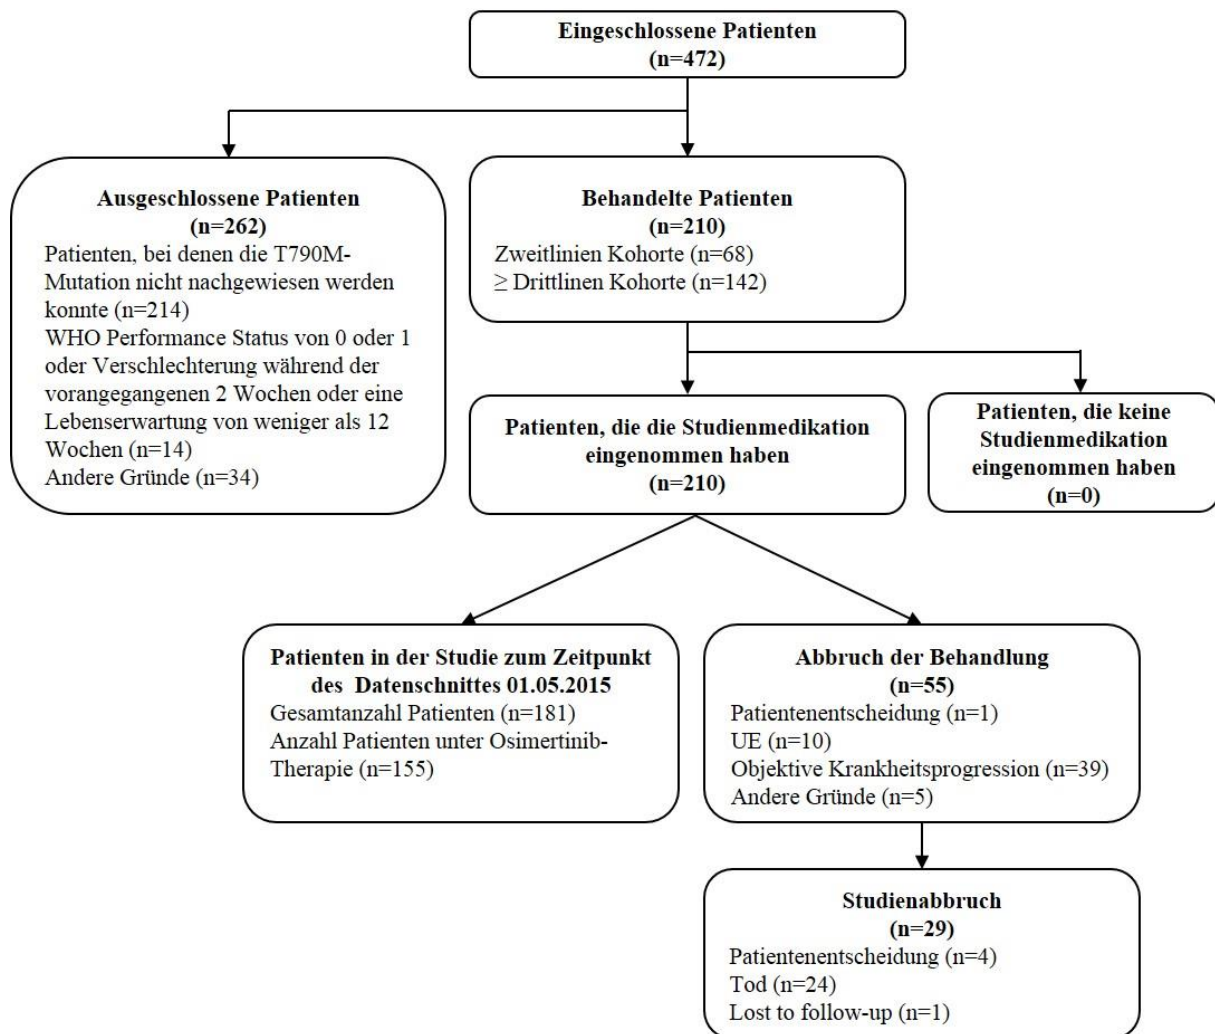 Eingeschlossene Patienten
(n=472)
Ausgeschlossene Patienten
(n=262)
Patienten, bei denen die T790M-
Mutation nicht nachgewiesen werden
konnte (n=214)
WHO Performance Status von 0 oder 1
oder Verschlechterung während der
vorangegangenen 2 Wochen oder eine
Lebenserwartung von weniger als 12
Wochen (n=14)
Andere Gründe (n=34)
Behandelte Patienten
(n=210)
Zweitlinien Kohorte (n=68)
≥ Drittlinen Kohorte (n=142)
Patienten, die die Studienmedikation
eingenommen haben
(n=210)
Patienten, die keine
Studienmedikation
eingenommen haben
(n=0)
Patienten in der Studie zum Zeitpunkt
des Datenschnittes 01.05.2015
Gesamtanzahl Patienten (n=181)
Anzahl Patienten unter Osimertinib-
Therapie (n=155)
Abbruch der Behandlung
(n=55)
Patientenentscheidung (n=1)
UE (n=10)
Objektive Krankheitsprogression (n=39)
Andere Gründe (n=5)
Studienabbruch
(n=29)
Patientenentscheidung (n=4)
Tod (n=24)
Lost to follow-up (n=1)